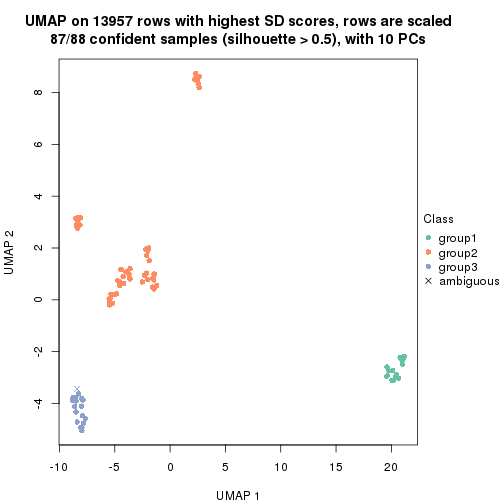 UMAP on 13957 rows with highest SD scores, rows are scaled
87/88 confident samples (silhouette > 0.5), with 10 PCs
8
6
4
2
0
-2
-4
UMAP 2
-10
-5
0
5
10
15
20
UMAP 1
Class
group1
group2
group3
ambiguous